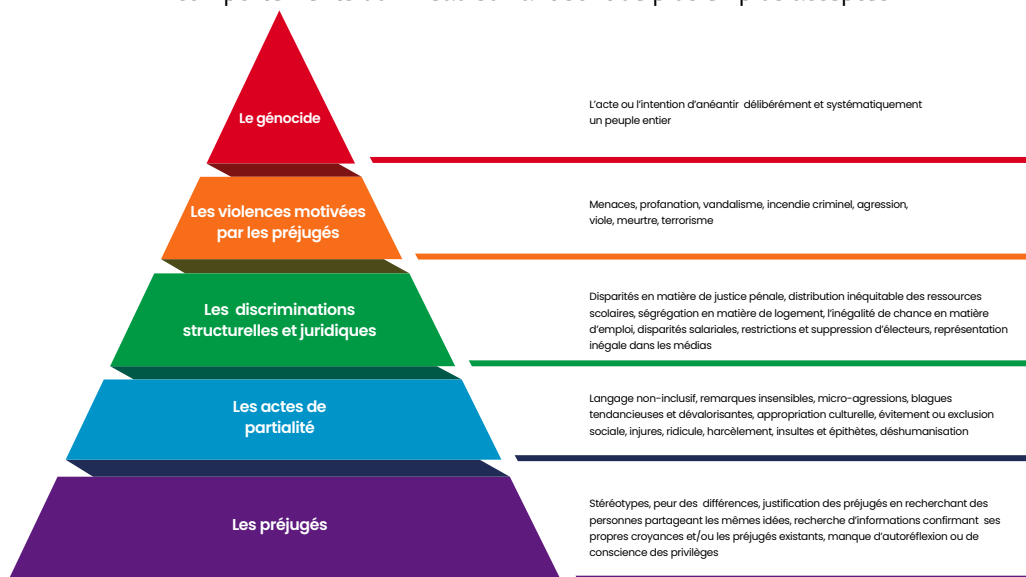 Le génocide
L'acte ou l'intention d'anéantir délibérément et systématiquement
un peuple entier
Les violences motivées
par les préjugés
Menaces, profanation, vandalisme, incendie criminel, agression,
viole, meurtre, terrorisme
Les discriminations
structurelles et juridiques
Disparités en matière de justice pénale, distribution inéquitable des ressources
scolaires, ségrégation en matière de logement, l'inégalité de chance en matière
d'emploi, disparités salariales, restrictions et suppression d'électeurs, représentation
inégale dans les médias
Les actes de
partialité
Langage non-inclusif, remarques insensibles, micro-agressions, blagues
tendancieuses et dévalorisantes, appropriation culturelle, évitement ou exclusion
sociale, injures, ridicule, harcèlement, insultes et épithètes, déshumanisation
Les préjugés
Stéréotypes, peur des différences, justification des préjugés en recherchant des
personnes partageant les mêmes idées, recherche d'informations confirmant ses
propres croyances et/ou les préjugés existants, manque d'autoréflexion ou de
conscience des privilèges